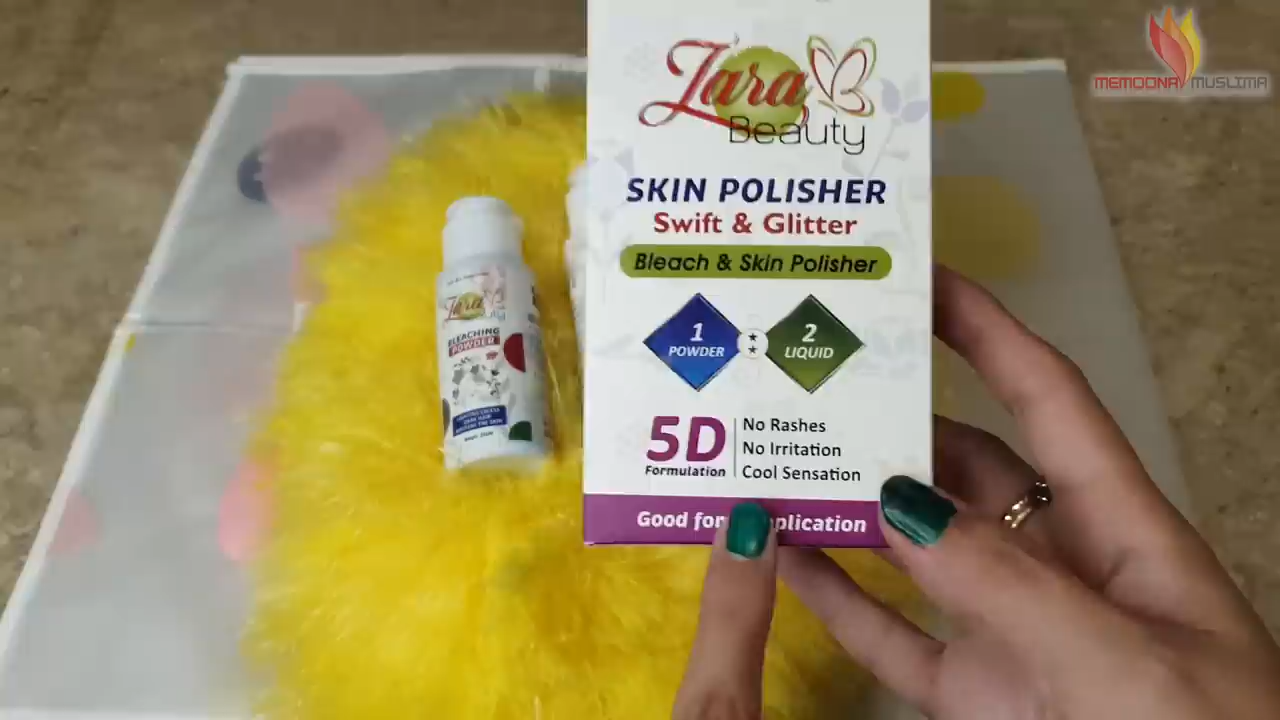 MEMOONA MUSLIMA
Zara
Beauty
SKIN POLISHER
Swift & Glitter
Bleach & Skin Polisher
1
POWDER
2
LIQUID
5D
Formulation
No Rashes
No Irritation
Cool Sensation
Good for plication
Zara
Beauty
BLEACHING
POWDER